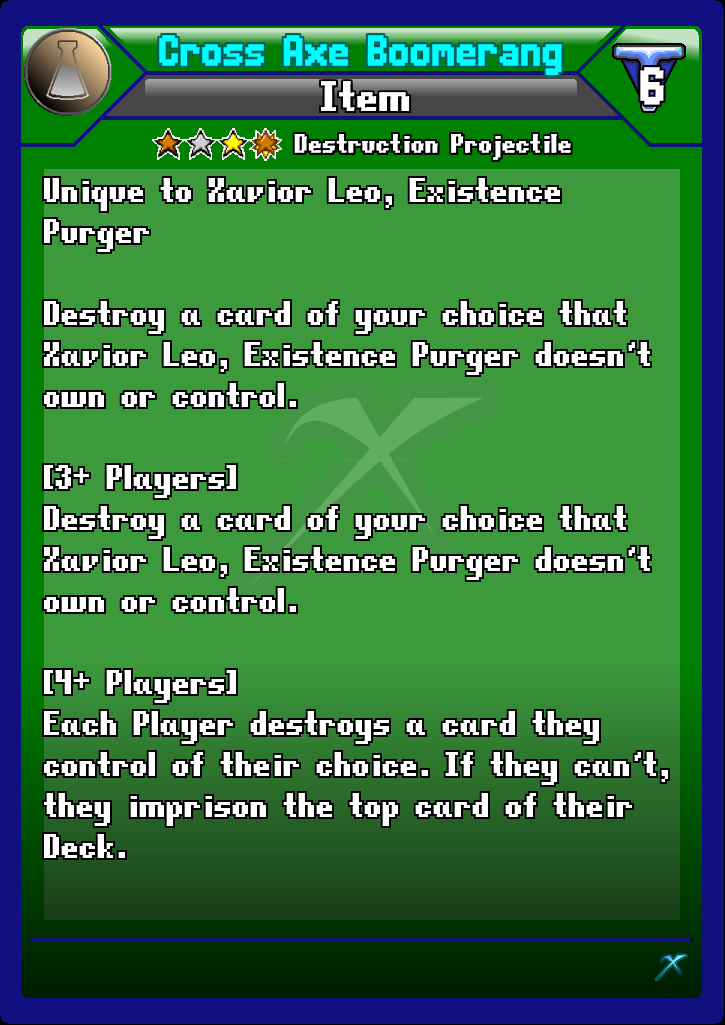 Cross Axe Boomerang
6
Item
Destruction Projectile
Unique to Xavior Leo, Existence
Purger
Destroy a card of your choice that
Xavior Leo, Existence Purger doesn't
own or control.
[3+ Players]
Destroy a card of your choice that
Xavior Leo, Existence Purger doesn't
own or control.
[4+ Players]
Each Player destroys a card they
control of their choice. If they can't,
they imprison the top card of their
Deck.